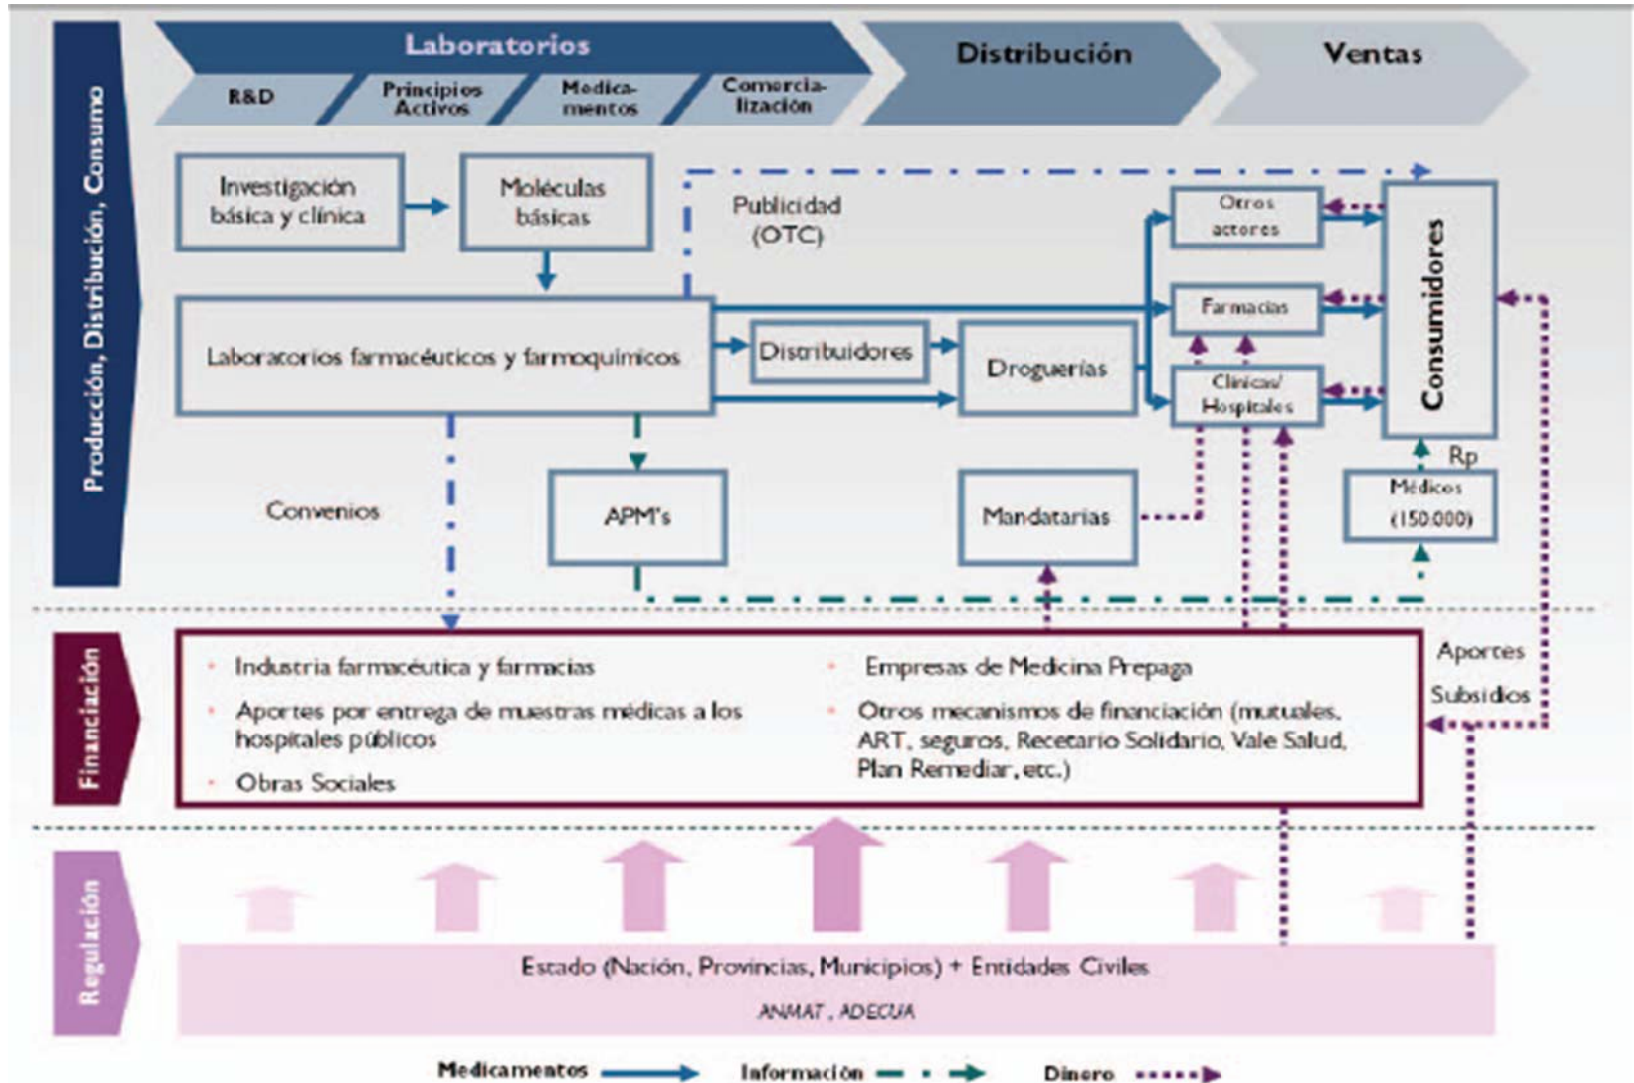 Producción, Distribución, Consumo
Laboratorios
Distribución
Ventas
R&D
Principios
Activos
Medica-
mentos
Comercia-
lización
Investigación
básica y clínica
Moléculas
básicas
Publicidad
(OTC)
Otros
actores
Farmacias
Clínicas/
Hospitales
Consumidores
Laboratorios farmacéuticos y farmoquímicos
Distribuidores
Droguerías
Convenios
APM's
Mandatarias
Rp
Médicos
(150.000)
Financiación
• Industria farmacéutica y farmacias
• Aportes por entrega de muestras médicas a los
hospitales públicos
• Obras Sociales
• Empresas de Medicina Prepaga
• Otros mecanismos de financiación (mutuales,
ART, seguros, Recetario Solidario, Vale Salud,
Plan Remediar, etc.)
Aportes
Subsidios
Regulación
Estado (Nación, Provincias, Municipios) + Entidades Civiles
ANMAT, ADECUA
Medicamentos
Información
Dinero